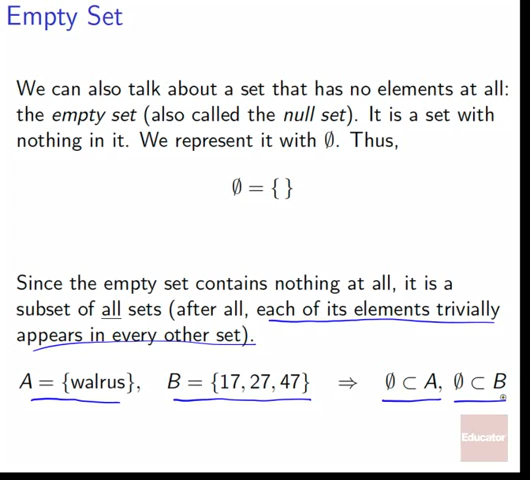 Empty Set
We can also talk about a set that has no elements at all:
the empty set (also called the null set). It is a set with
nothing in it. We represent it with ∅. Thus,
∅ = { }
Since the empty set contains nothing at all, it is a
subset of all sets (after all, each of its elements trivially
appears in every other set).
A = {walrus}, B = {17, 27, 47} ⇒ ∅ ⊂ A, ∅ ⊂ B
Educator